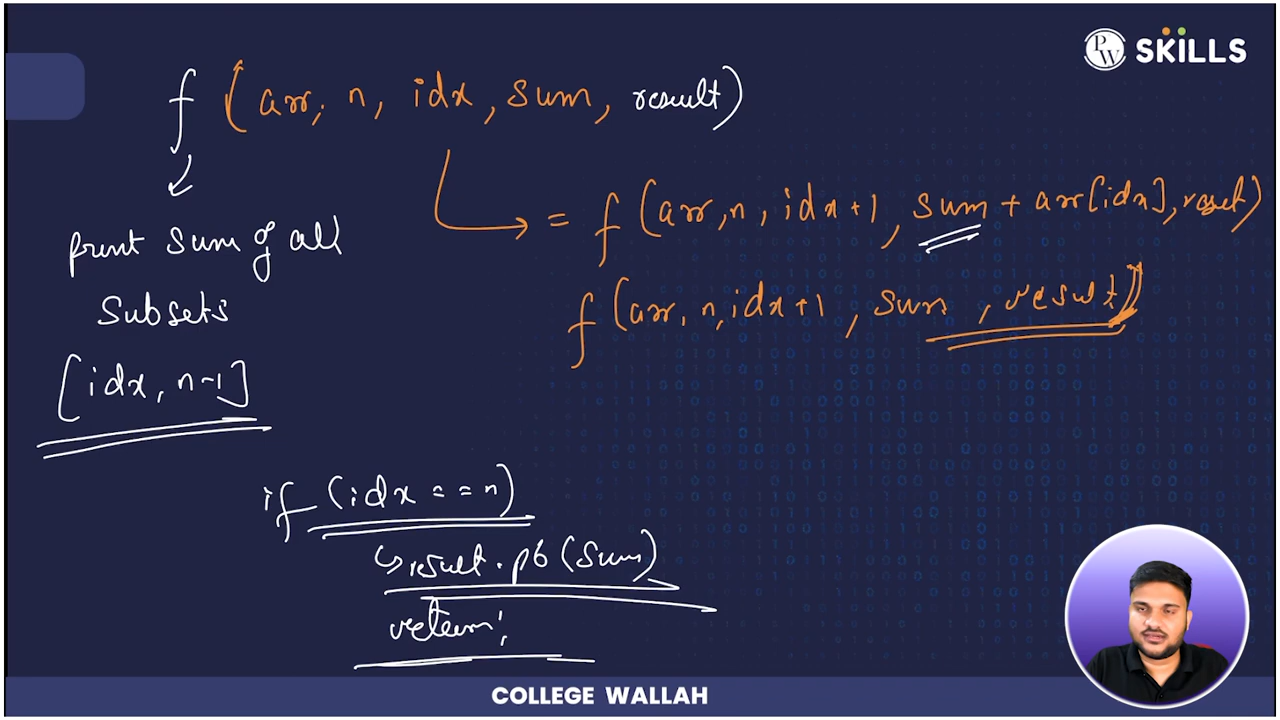 PW SKILLS
f (arr, n, idx, sum, result)
= f (arr, n, idx+1, sum + arr[idx], result)
f (arr, n, idx+1, sum, result)
print sum of all
Subsets
[idx, n-1]
if (idx == n)
result.pb(sum)
return;
COLLEGE WALLAH